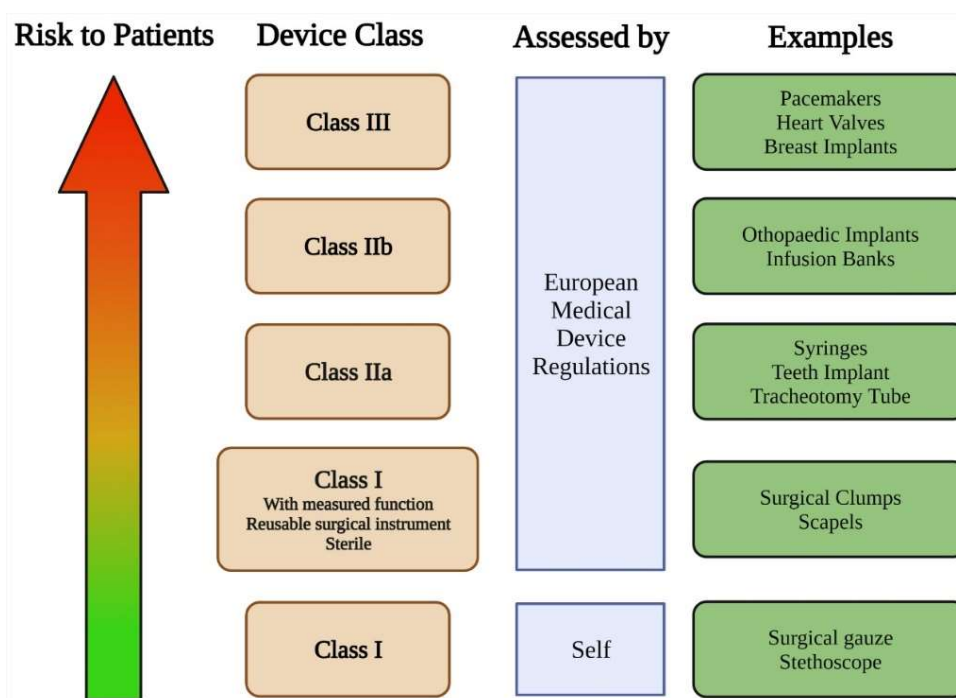 Risk to Patients
Device Class
Assessed by
Examples
Class III
Pacemakers
Heart Valves
Breast Implants
Class IIb
Othopaedic Implants
Infusion Banks
European
Medical
Device
Regulations
Class IIa
Syringes
Teeth Implant
Tracheotomy Tube
Class I
With measured function
Reusable surgical instrument
Sterile
Surgical Clumps
Scapels
Class I
Self
Surgical gauze
Stethoscope